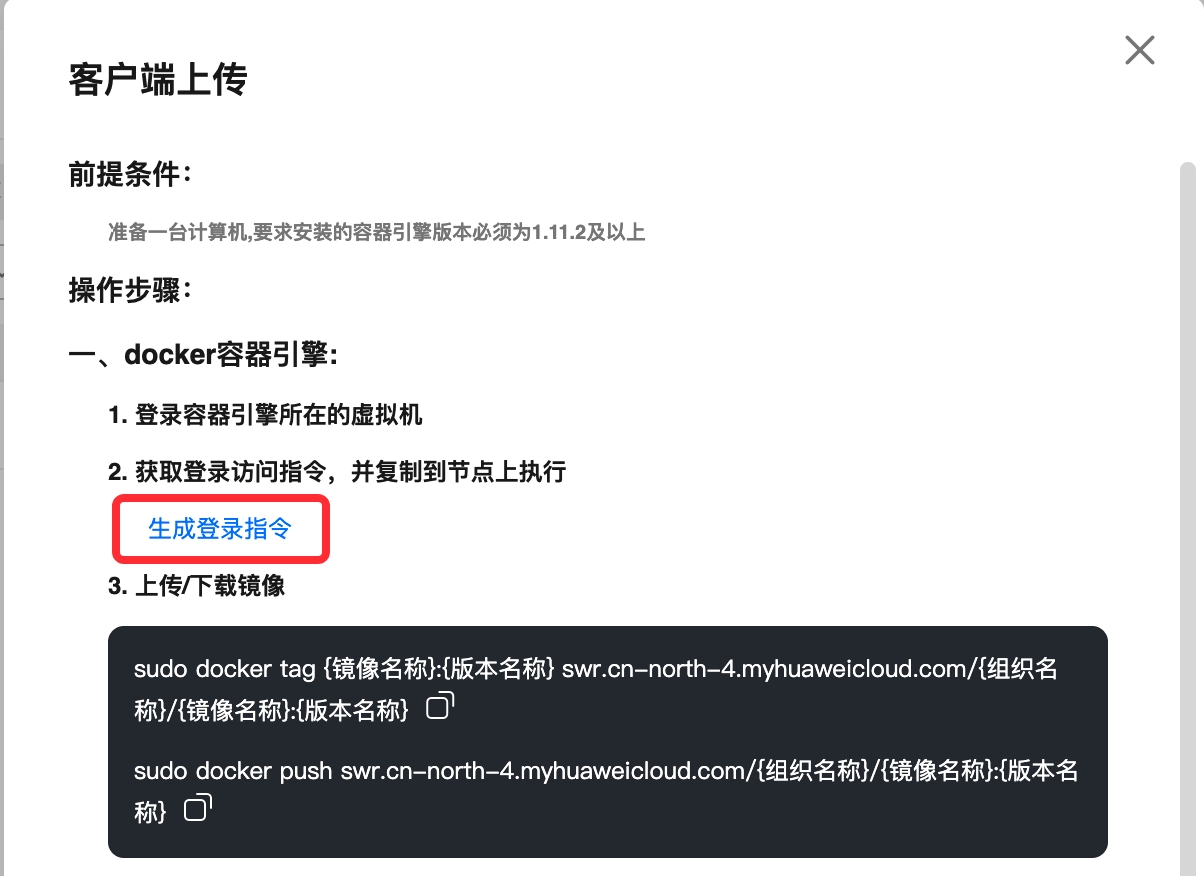 客户端上传
前提条件：
准备一台计算机,要求安装的容器引擎版本必须为1.11.2及以上
操作步骤：
一、docker容器引擎:
1. 登录容器引擎所在的虚拟机
2. 获取登录访问指令，并复制到节点上执行
生成登录指令
3. 上传/下载镜像
sudo docker tag {镜像名称}:{版本名称} swr.cn-north-4.myhuaweicloud.com/{组织名
称}/{镜像名称}:{版本名称}
sudo docker push swr.cn-north-4.myhuaweicloud.com/{组织名称}/{镜像名称}:{版本名
称}